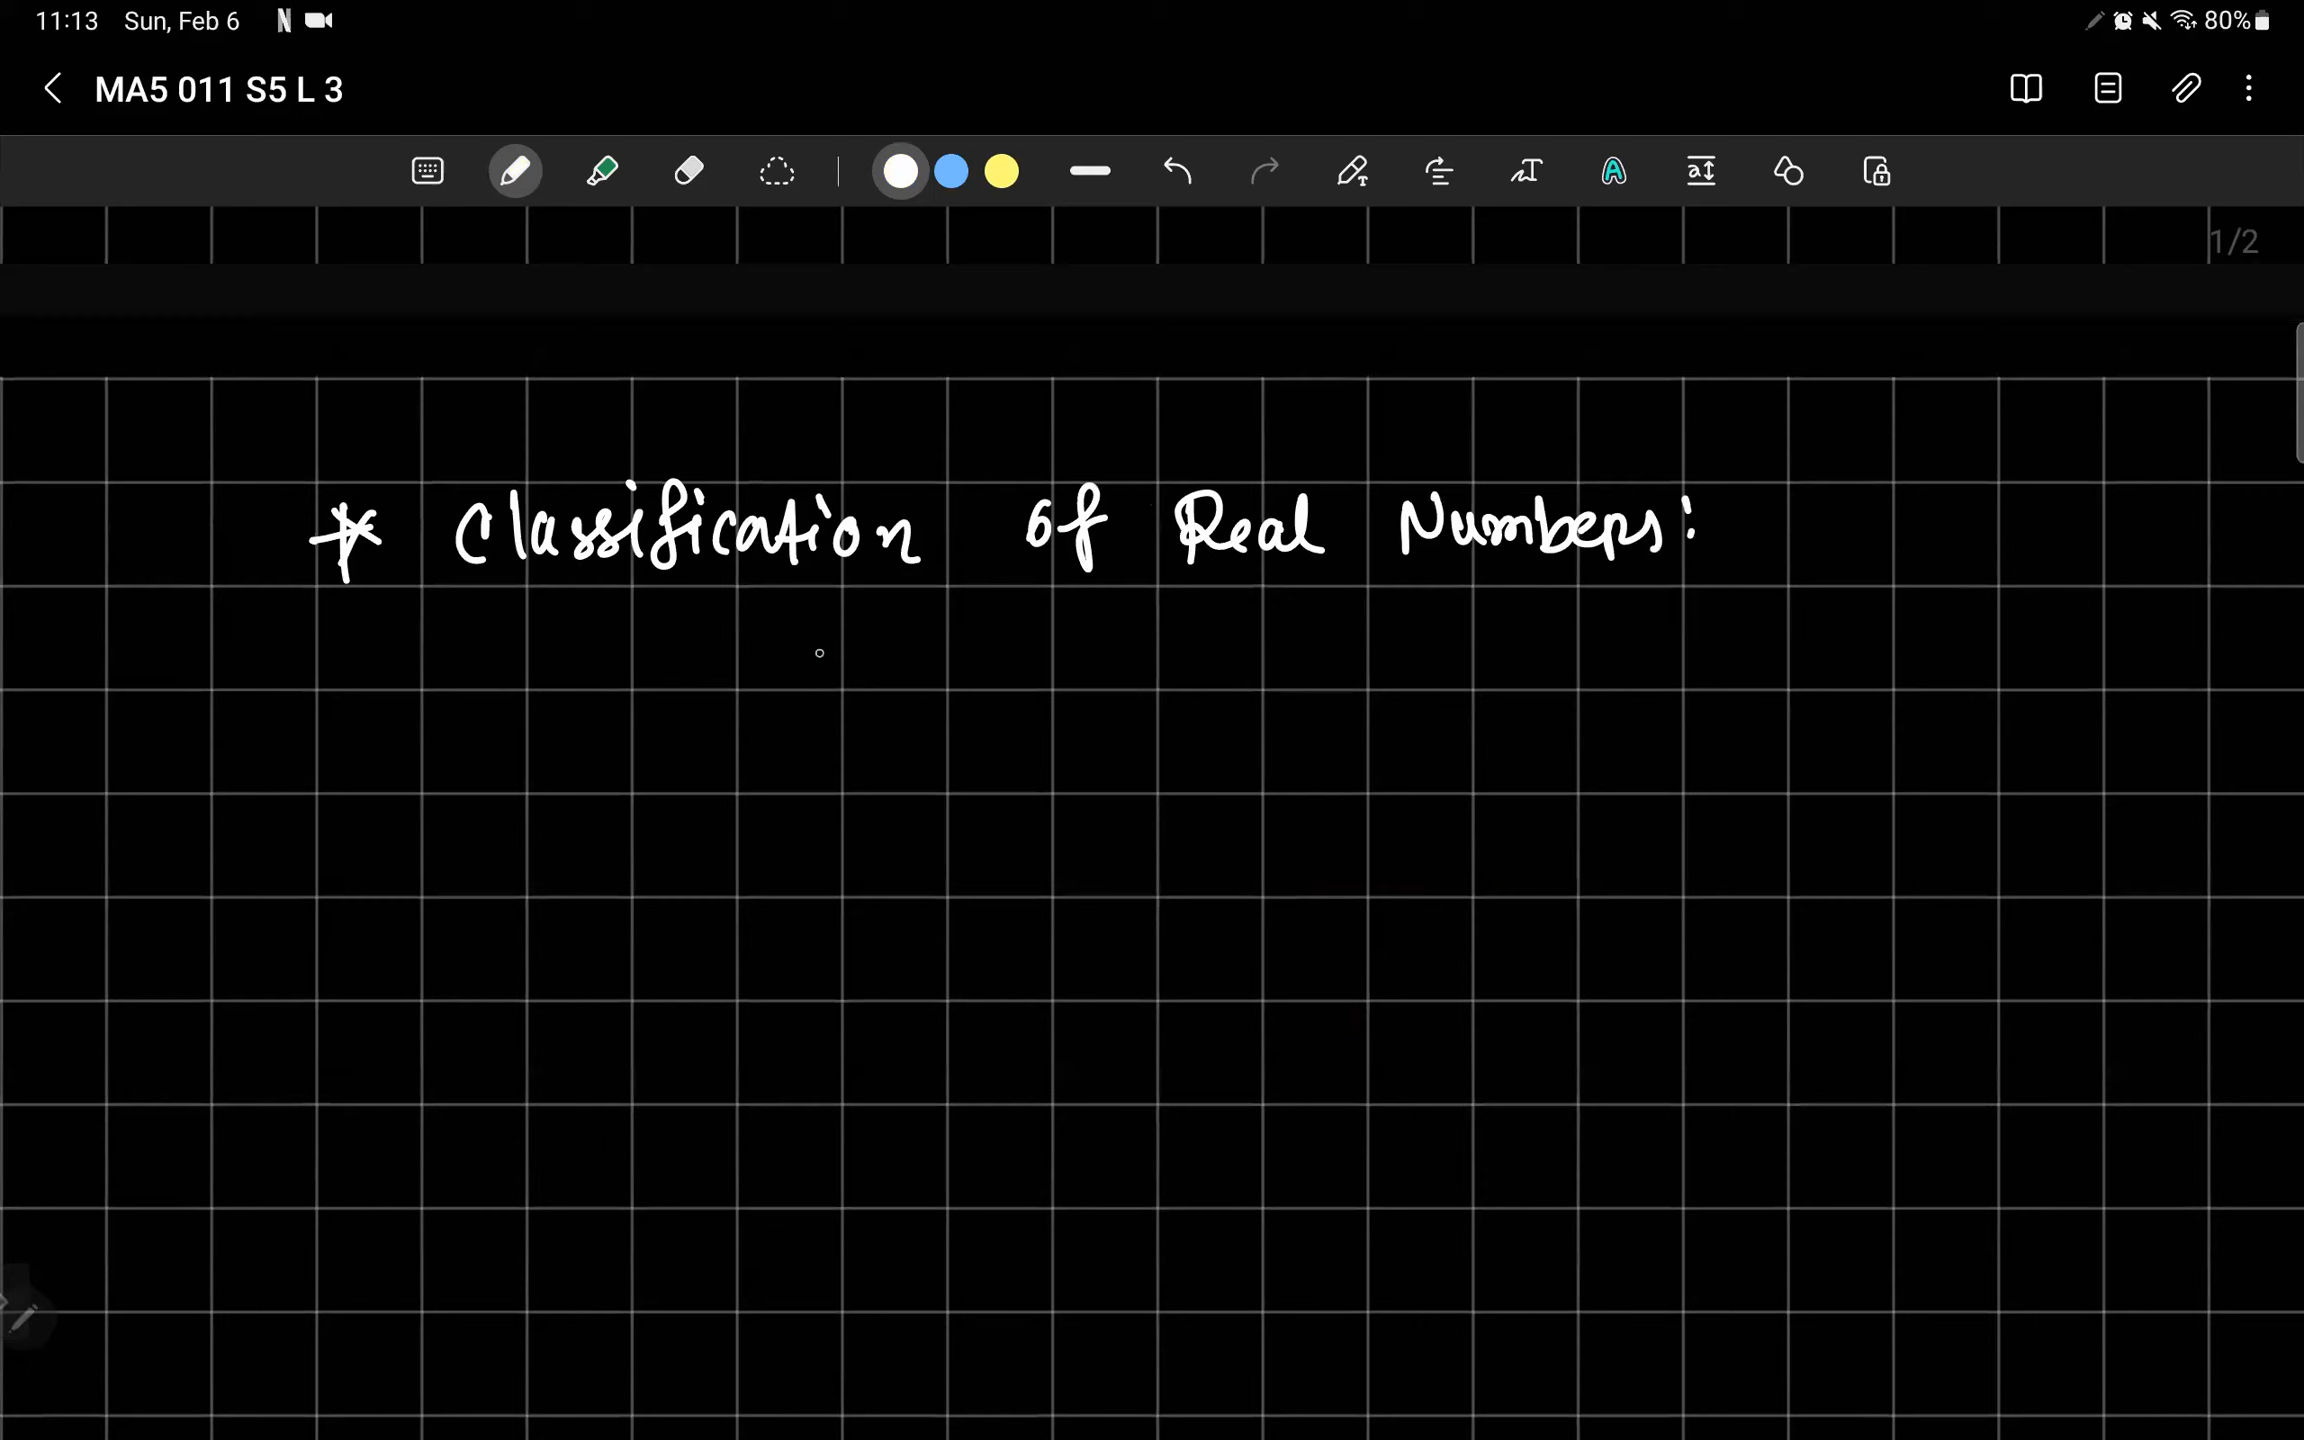 11:13 Sun, Feb 6 80%
MA5 011 S5 L 3
1/2
* Classification of Real Numbers: